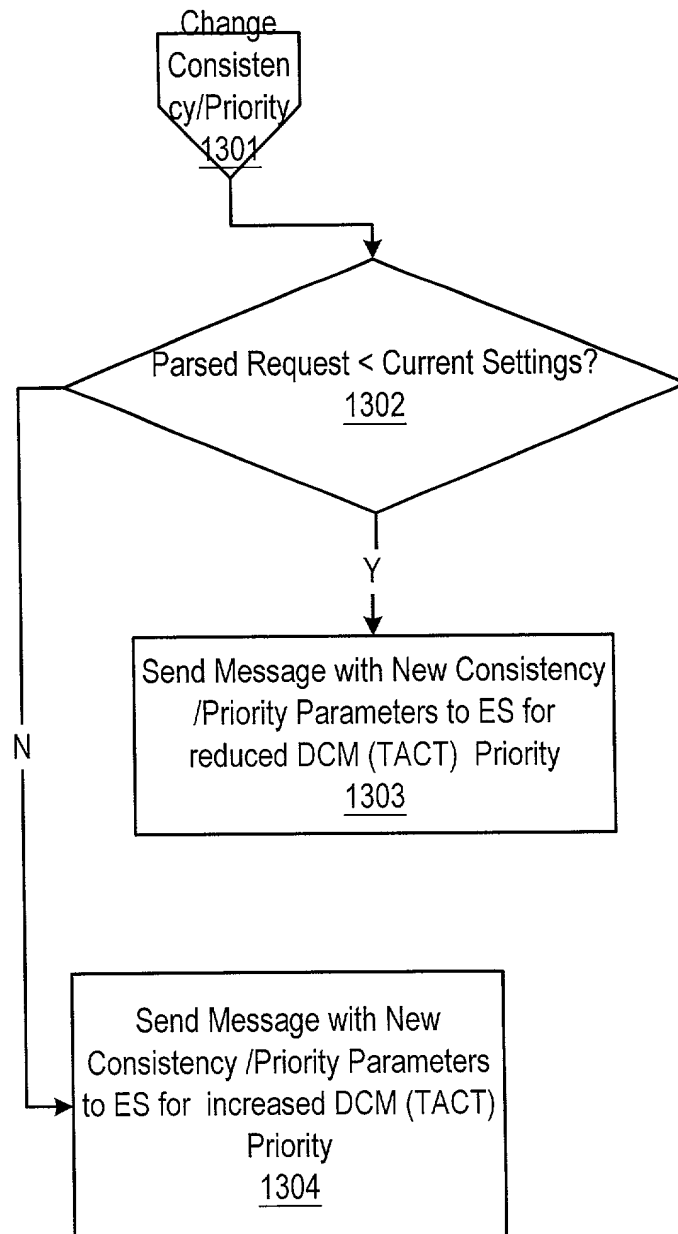 Change
Consisten
cy/Priority
1301
Parsed Request < Current Settings?
1302
Y
Send Message with New Consistency
/Priority Parameters to ES for
reduced DCM (TACT) Priority
1303
N
Send Message with New
Consistency /Priority Parameters
to ES for increased DCM (TACT)
Priority
1304